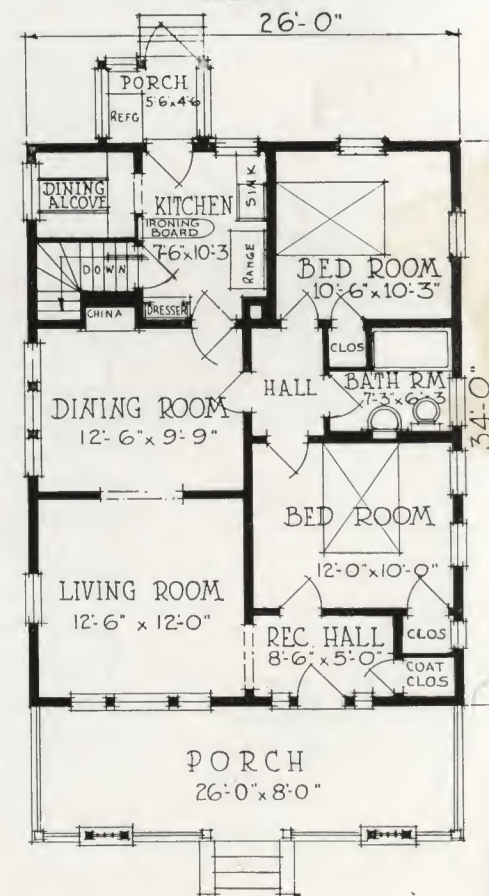 26'-0"
PORCH
5'6"x4'6
REFG
DINING
ALCOVE
KITCHEN
IRONING
BOARD
7'-6"x10'-3
SINK
RANGE
DOWN
CHINA
DRESSER
BED ROOM
10'-6"x10'-3"
CLOS
BATH RM
7'-3"x6'-3
HALL
34'-0"
DINING ROOM
12'-6" x 9'-9"
BED ROOM
12'-0"x10'-0"
LIVING ROOM
12'-6" x 12'-0"
REC. HALL
8'-6"x5'-0"
CLOS
COAT
CLOS
PORCH
26'-0"x8'-0"